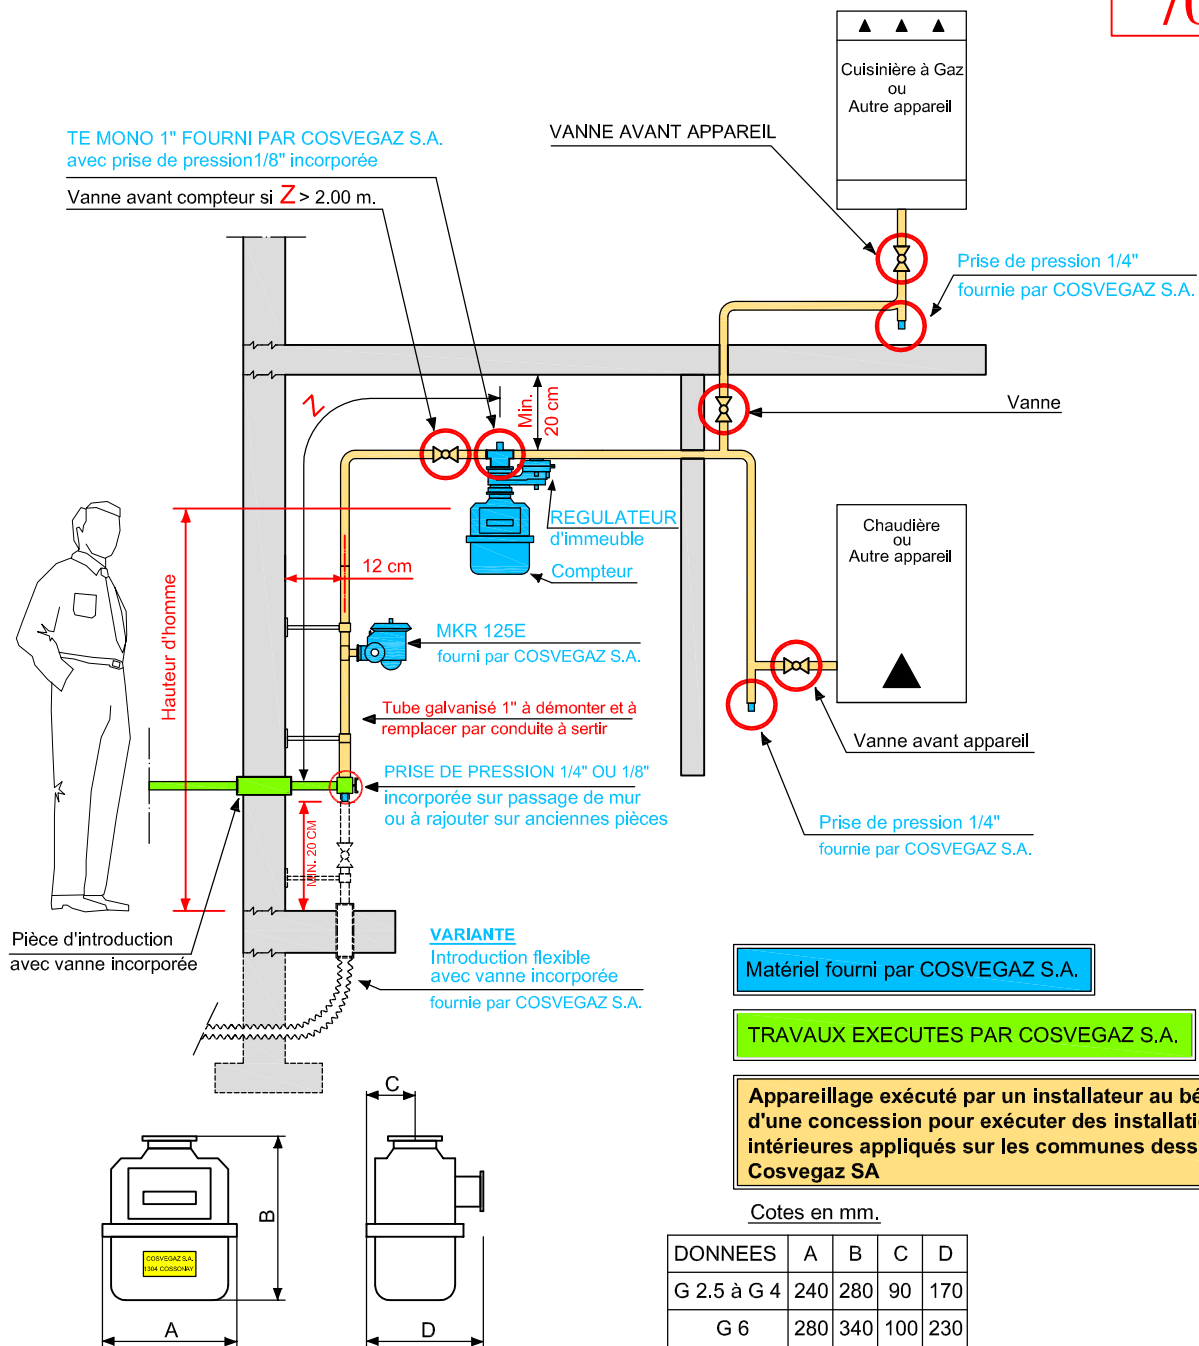 Cuisinière à Gaz
ou
Autre appareil
TE MONO 1" FOURNI PAR COSVEGAZ S.A.
avec prise de pression1/8" incorporée
VANNE AVANT APPAREIL
Vanne avant compteur si Z > 2.00 m.
Prise de pression 1/4"
fournie par COSVEGAZ S.A.
Z
Min.
20 cm
Vanne
REGULATEUR
d'immeuble
Compteur
Chaudière
ou
Autre appareil
12 cm
Hauteur d'homme
MKR 125E
fourni par COSVEGAZ S.A.
Tube galvanisé 1" à démonter et à
remplacer par conduite à sertir
Vanne avant appareil
PRISE DE PRESSION 1/4" OU 1/8"
incorporée sur passage de mur
ou à rajouter sur anciennes pièces
MIN. 20 CM
Prise de pression 1/4"
fournie par COSVEGAZ S.A.
Pièce d'introduction
avec vanne incorporée
VARIANTE
Introduction flexible
avec vanne incorporée
fournie par COSVEGAZ S.A.
Matériel fourni par COSVEGAZ S.A.
TRAVAUX EXECUTES PAR COSVEGAZ S.A.
Appareillage exécuté par un installateur au bé
d'une concession pour exécuter des installati
intérieures appliqués sur les communes dess
Cosvegaz SA
C
B
COSVEGAZ S.A.
1304 COSSONAY
A
D
Cotes en mm.
DONNEES A B C D
G 2.5 à G 4 240 280 90 170
G 6 280 340 100 230